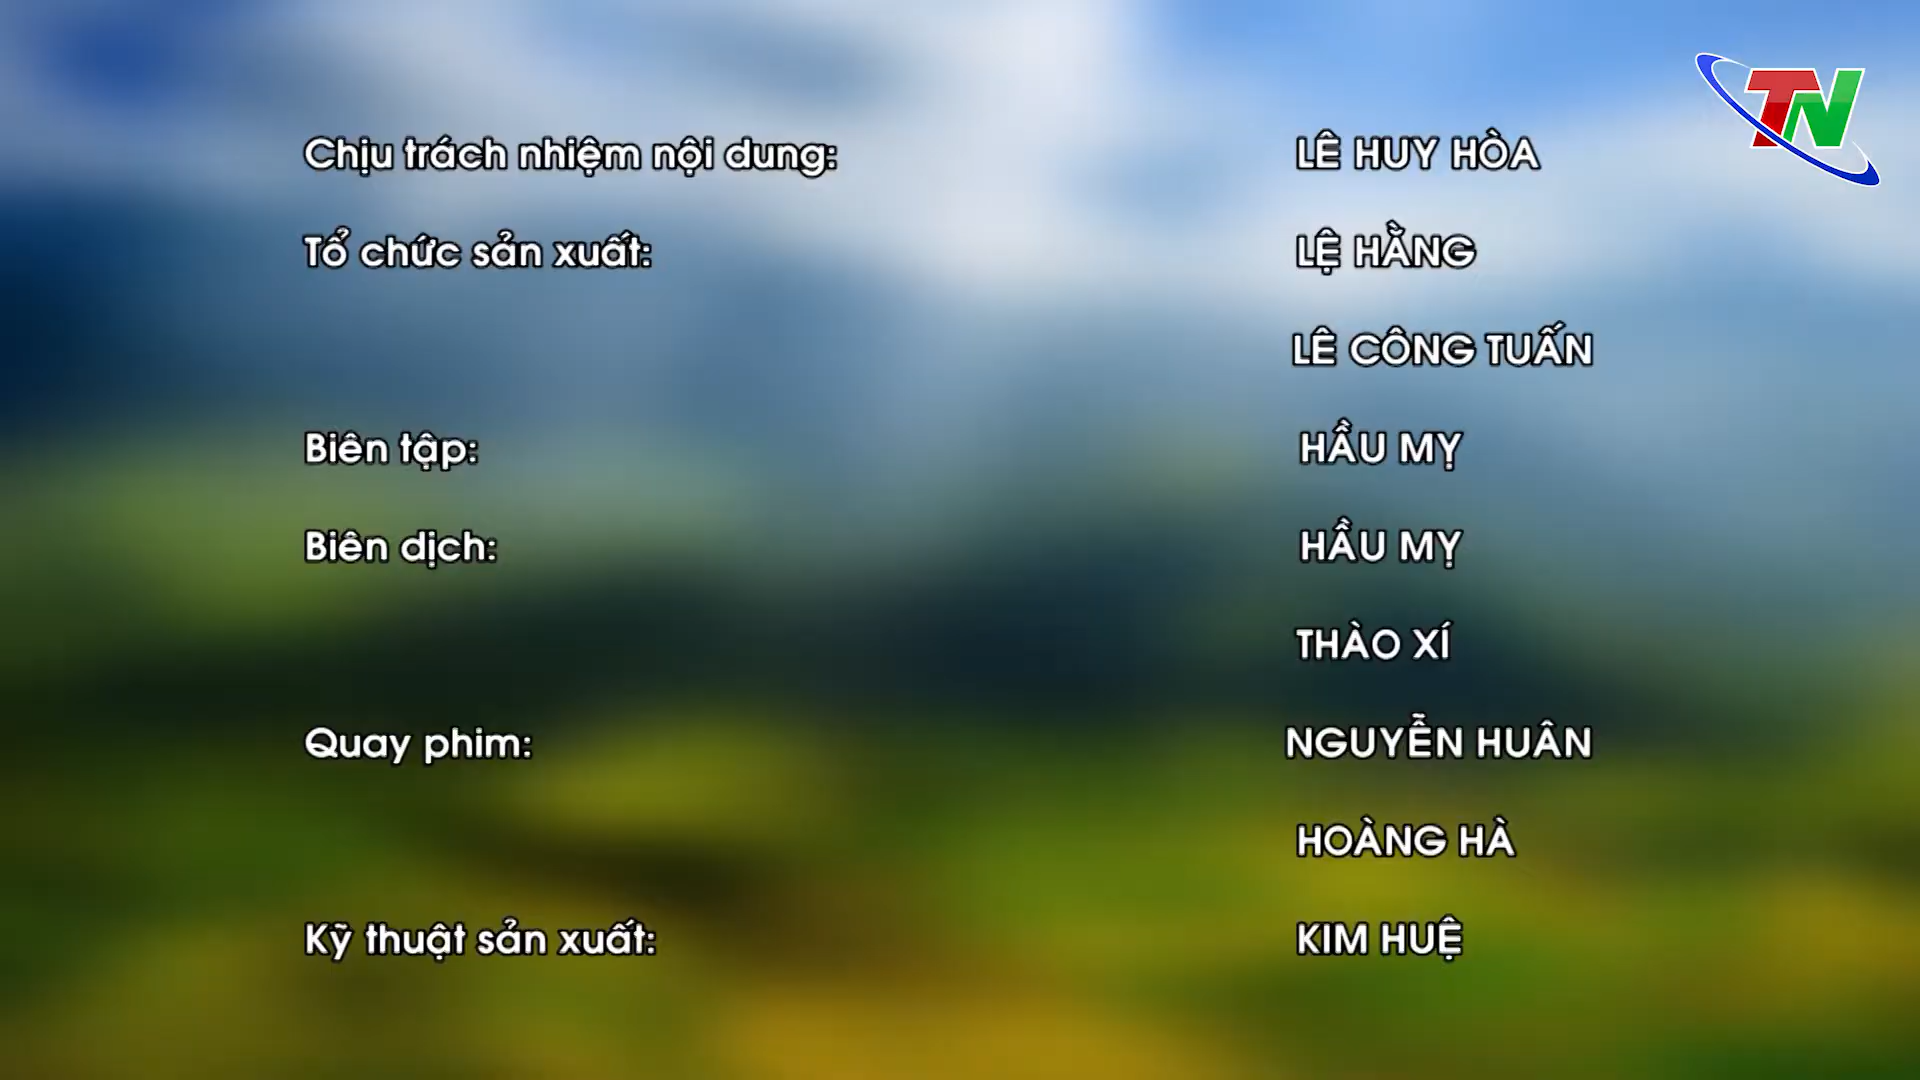 TN
Chịu trách nhiệm nội dung: LÊ HUY HÒA
Tổ chức sản xuất: LỆ HẰNG
LÊ CÔNG TUẤN
Biên tập: HẦU MỴ
Biên dịch: HẦU MỴ
THÀO XÍ
Quay phim: NGUYỄN HUÂN
HOÀNG HÀ
Kỹ thuật sản xuất: KIM HUỆ